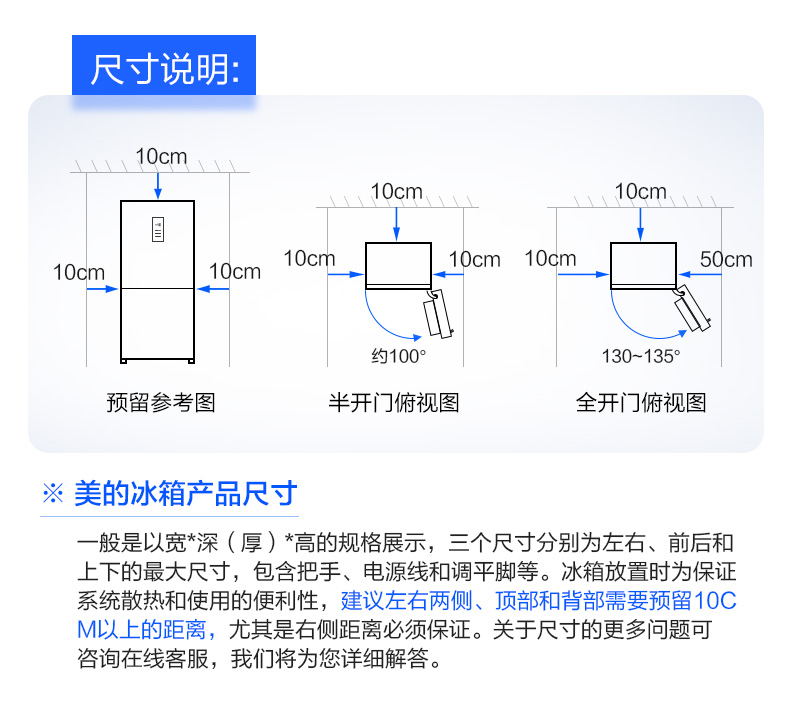 尺寸说明:
10cm
10cm
10cm
预留参考图
10cm
10cm
10cm
约100°
半开门俯视图
10cm
10cm
50cm
130~135°
全开门俯视图
※ 美的冰箱产品尺寸
一般是以宽*深（厚）*高的规格展示，三个尺寸分别为左右、前后和
上下的最大尺寸，包含把手、电源线和调平脚等。冰箱放置时为保证
系统散热和使用的便利性，建议左右两侧、顶部和背部需要预留10C
M以上的距离，尤其是右侧距离必须保证。关于尺寸的更多问题可
咨询在线客服，我们将为您详细解答。